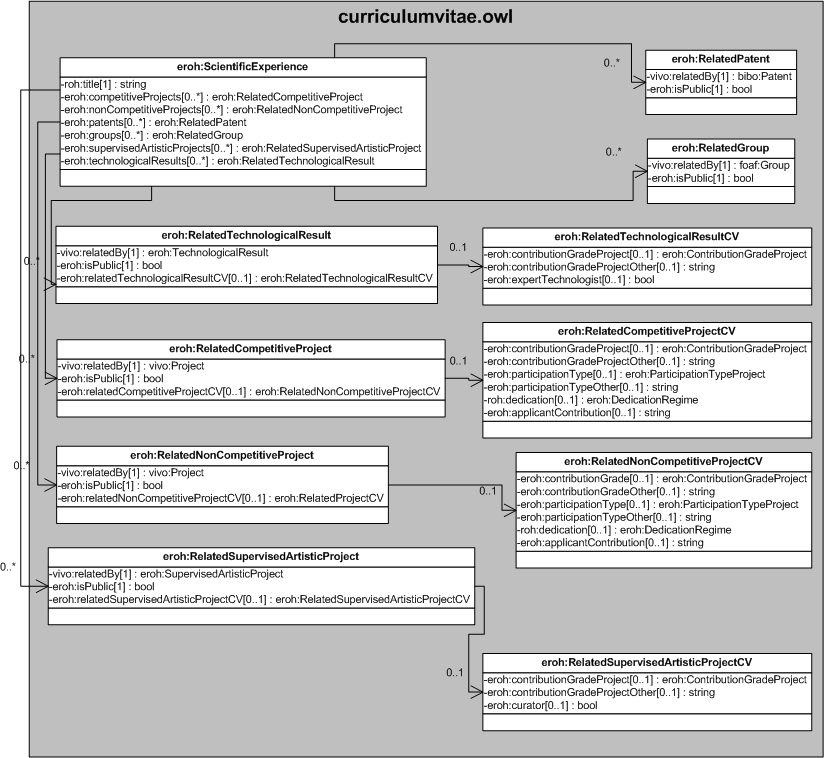 curriculumvitae.owl
eroh:ScientificExperience
-roh:title[1] : string
-eroh:competitiveProjects[0..*] : eroh:RelatedCompetitiveProject
-eroh:nonCompetitiveProjects[0..*] : eroh:RelatedNonCompetitiveProject
-eroh:patents[0..*] : eroh:RelatedPatent
-eroh:groups[0..*] : eroh:RelatedGroup
-eroh:supervisedArtisticProjects[0..*] : eroh:RelatedSupervisedArtisticProject
-eroh:technologicalResults[0..*] : eroh:RelatedTechnologicalResult
0..*
eroh:RelatedPatent
-vivo:relatedBy[1] : bibo:Patent
-eroh:isPublic[1] : bool
0..*
eroh:RelatedGroup
-vivo:relatedBy[1] : foaf:Group
-eroh:isPublic[1] : bool
0..*
eroh:RelatedTechnologicalResult
-vivo:relatedBy[1] : eroh:TechnologicalResult
-eroh:isPublic[1] : bool
-eroh:relatedTechnologicalResultCV[0..1] : eroh:RelatedTechnologicalResultCV
0..1
eroh:RelatedTechnologicalResultCV
-eroh:contributionGradeProject[0..1] : eroh:ContributionGradeProject
-eroh:contributionGradeProjectOther[0..1] : string
-eroh:expertTechnologist[0..1] : bool
0..*
eroh:RelatedCompetitiveProject
-vivo:relatedBy[1] : vivo:Project
-eroh:isPublic[1] : bool
-eroh:relatedCompetitiveProjectCV[0..1] : eroh:RelatedNonCompetitiveProjectCV
0..1
eroh:RelatedCompetitiveProjectCV
-eroh:contributionGradeProject[0..1] : eroh:ContributionGradeProject
-eroh:contributionGradeProjectOther[0..1] : string
-eroh:participationType[0..1] : eroh:ParticipationTypeProject
-eroh:participationTypeOther[0..1] : string
-roh:dedication[0..1] : eroh:DedicationRegime
-eroh:applicantContribution[0..1] : string
0..*
eroh:RelatedNonCompetitiveProject
-vivo:relatedBy[1] : vivo:Project
-eroh:isPublic[1] : bool
-eroh:relatedNonCompetitiveProjectCV[0..1] : eroh:RelatedProjectCV
0..1
eroh:RelatedNonCompetitiveProjectCV
-eroh:contributionGrade[0..1] : eroh:ContributionGradeProject
-eroh:contributionGradeOther[0..1] : string
-eroh:participationType[0..1] : eroh:ParticipationTypeProject
-eroh:participationTypeOther[0..1] : string
-roh:dedication[0..1] : eroh:DedicationRegime
-eroh:applicantContribution[0..1] : string
0..*
eroh:RelatedSupervisedArtisticProject
-vivo:relatedBy[1] : eroh:SupervisedArtisticProject
-eroh:isPublic[1] : bool
-eroh:relatedSupervisedArtisticProjectCV[0..1] : eroh:RelatedSupervisedArtisticProjectCV
0..1
eroh:RelatedSupervisedArtisticProjectCV
-eroh:contributionGradeProject[0..1] : eroh:ContributionGradeProject
-eroh:contributionGradeProjectOther[0..1] : string
-eroh:curator[0..1] : bool